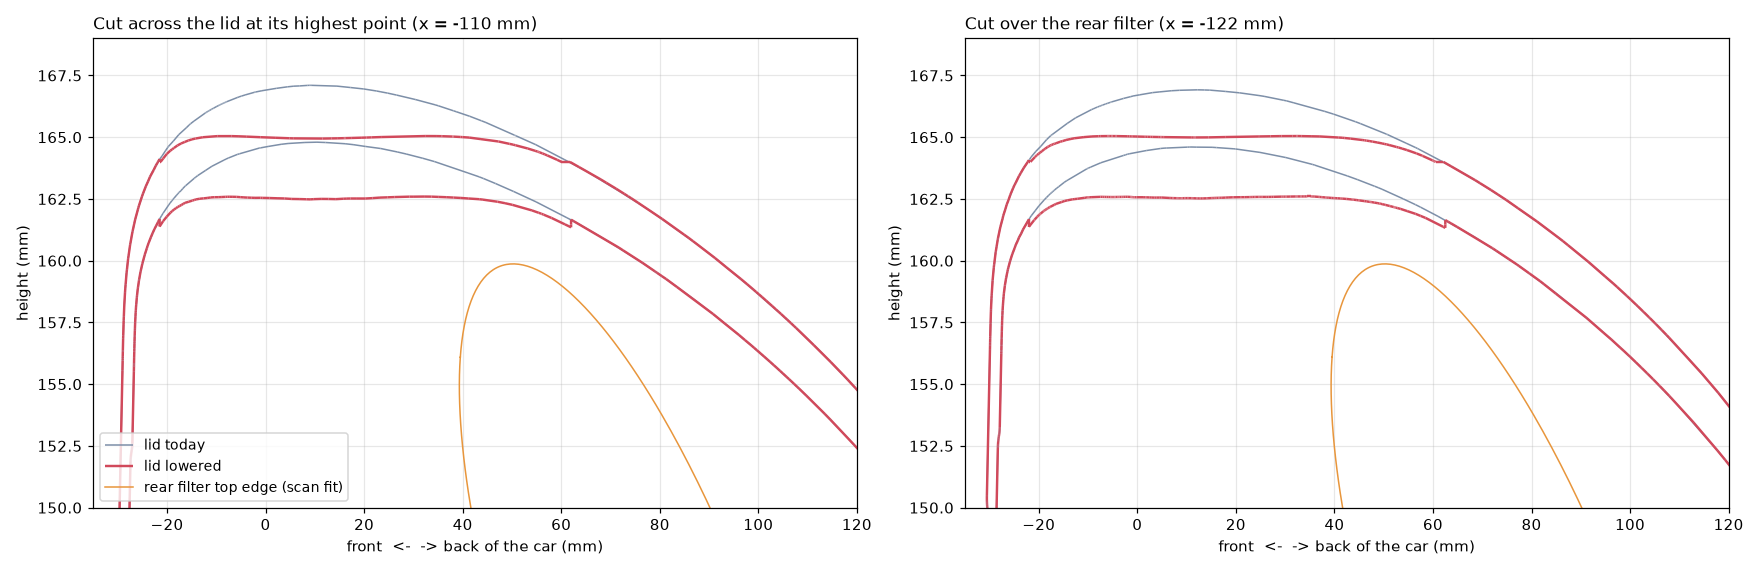 Cut across the lid at its highest point (x = -110 mm)
167.5
165.0
162.5
160.0
157.5
155.0
152.5
150.0
height (mm)
lid today
lid lowered
rear filter top edge (scan fit)
−20 0 20 40 60 80 100 120
front <- -> back of the car (mm)
Cut over the rear filter (x = -122 mm)
167.5
165.0
162.5
160.0
157.5
155.0
152.5
150.0
height (mm)
−20 0 20 40 60 80 100 120
front <- -> back of the car (mm)